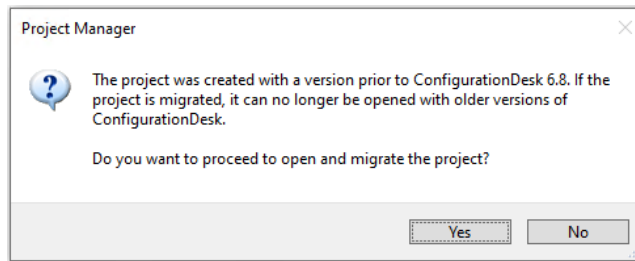 Project Manager
The project was created with a version prior to ConfigurationDesk 6.8. If the
project is migrated, it can no longer be opened with older versions of
ConfigurationDesk.
Do you want to proceed to open and migrate the project?
Yes
No